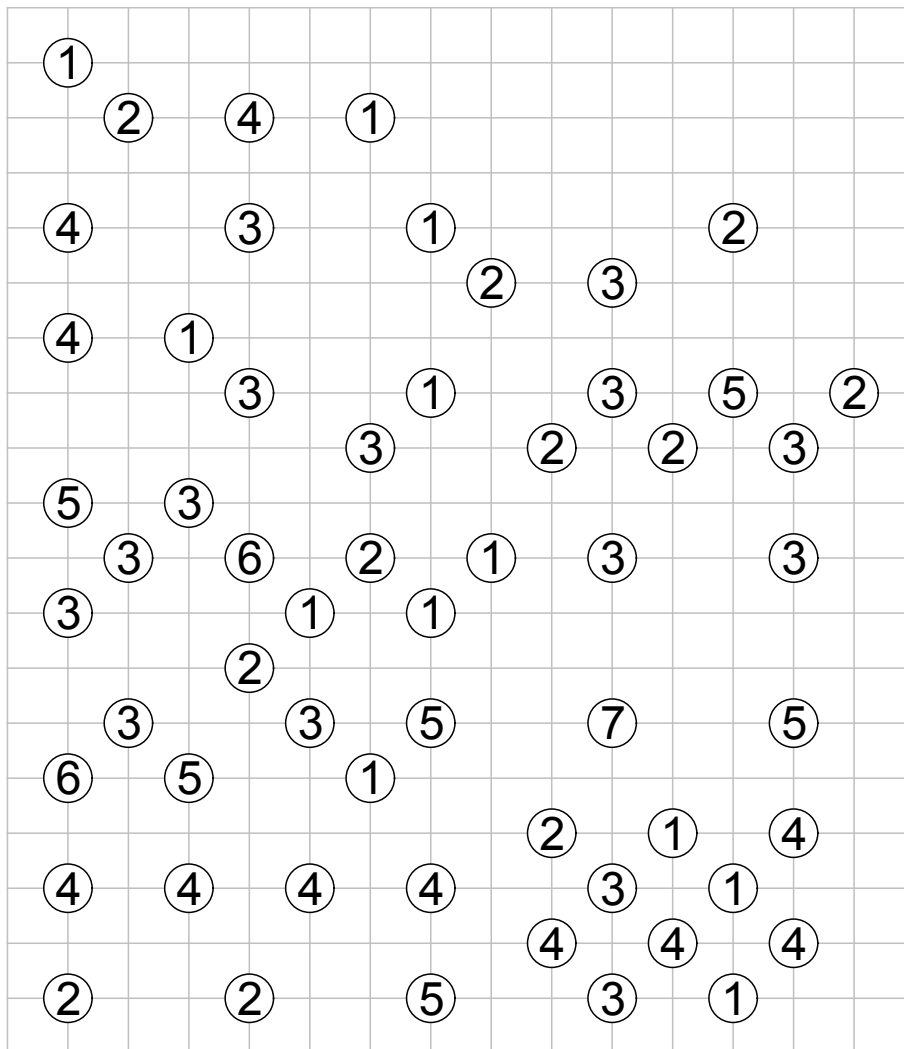 1
2 4 1
4 3 1 2
2 3
4 1
3 1 3 5 2
3 2 2 3
5 3
3 6 2 1 3 3
3 1 1
2
3 3 5 7 5
6 5 1
2 1 4
4 4 4 4 3 1
4 4 4
2 2 5 3 1